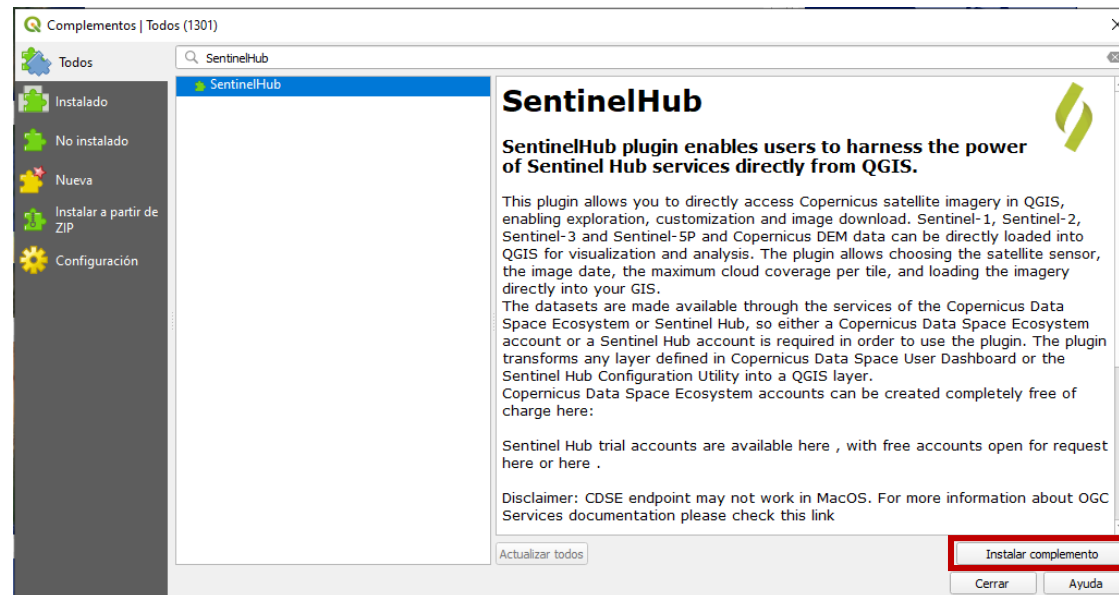 Complementos | Todos (1301)
Todos
SentinelHub
Instalado
No instalado
Nueva
Instalar a partir de
ZIP
Configuración
SentinelHub
SentinelHub
SentinelHub plugin enables users to harness the power
of Sentinel Hub services directly from QGIS.
This plugin allows you to directly access Copernicus satellite imagery in QGIS,
enabling exploration, customization and image download. Sentinel-1, Sentinel-2,
Sentinel-3 and Sentinel-5P and Copernicus DEM data can be directly loaded into
QGIS for visualization and analysis. The plugin allows choosing the satellite sensor,
the image date, the maximum cloud coverage per tile, and loading the imagery
directly into your GIS.
The datasets are made available through the services of the Copernicus Data
Space Ecosystem or Sentinel Hub, so either a Copernicus Data Space Ecosystem
account or a Sentinel Hub account is required in order to use the plugin. The plugin
transforms any layer defined in Copernicus Data Space User Dashboard or the
Sentinel Hub Configuration Utility into a QGIS layer.
Copernicus Data Space Ecosystem accounts can be created completely free of
charge here:
Sentinel Hub trial accounts are available here , with free accounts open for request
here or here .
Disclaimer: CDSE endpoint may not work in MacOS. For more information about OGC
Services documentation please check this link
Actualizar todos
Instalar complemento
Cerrar
Ayuda